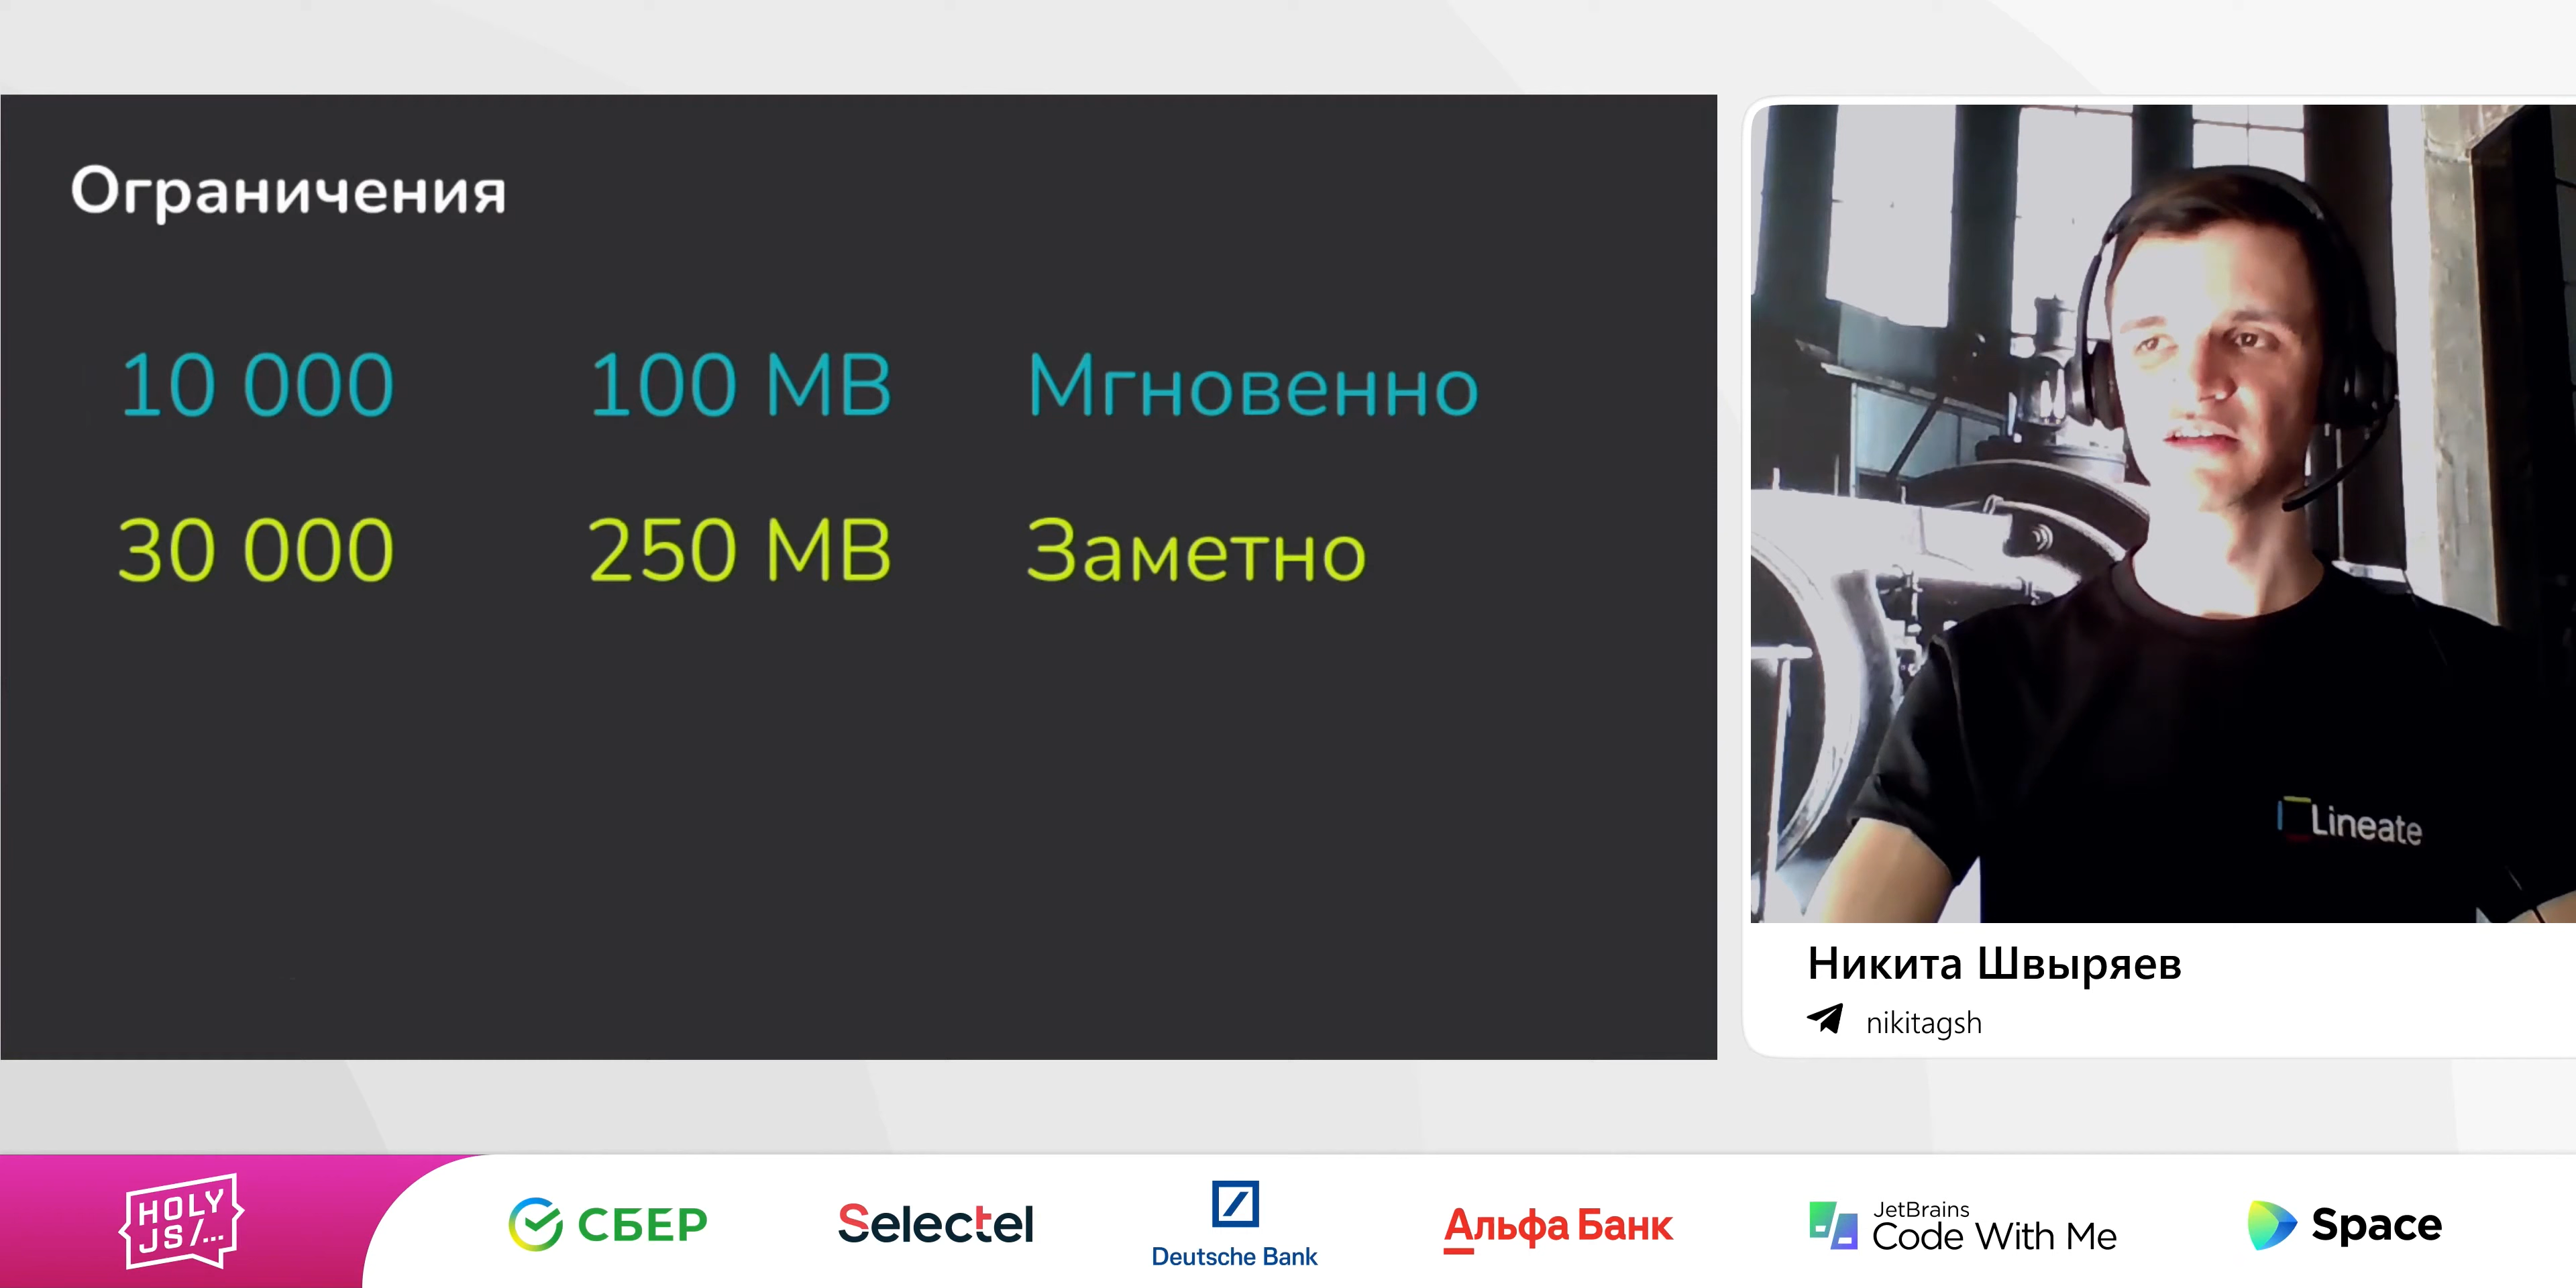 Ограничения
10 000 100 MB Мгновенно
30 000 250 MB Заметно
Lineate
Никита Швыряев
nikitagsh
HOLY
JS/...
СБЕР
Selectel
Deutsche Bank
Альфа Банк
JetBrains
Code With Me
Space